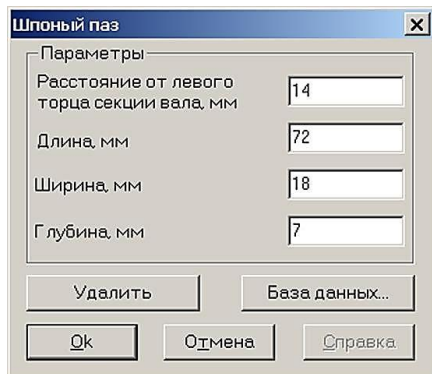 Шпоный паз
Параметры
Расстояние от левого
торца секции вала, мм
14
Длина, мм
72
Ширина, мм
18
Глубина, мм
7
Удалить
База данных...
Ok
Отмена
Справка